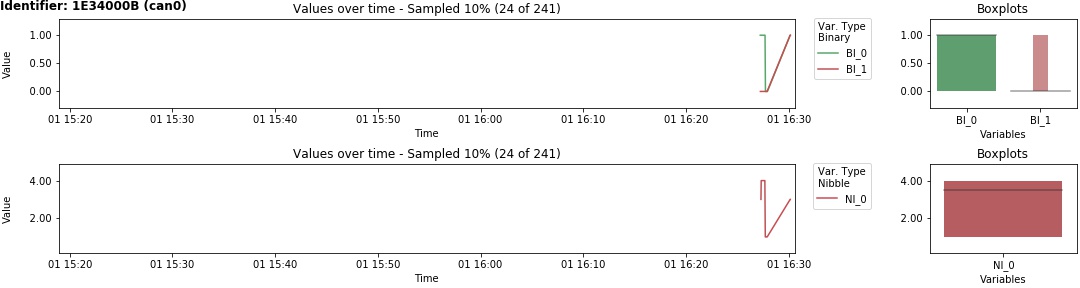 Identifier: 1E34000B (can0)
Values over time - Sampled 10% (24 of 241)
Value
1.00
0.50
0.00
01 15:20 01 15:30 01 15:40 01 15:50 01 16:00 01 16:10 01 16:20 01 16:30
Time
Var. Type
Binary
BI_0
BI_1
Boxplots
1.00
0.50
0.00
BI_0 BI_1
Variables
Values over time - Sampled 10% (24 of 241)
Value
4.00
2.00
01 15:20 01 15:30 01 15:40 01 15:50 01 16:00 01 16:10 01 16:20 01 16:30
Time
Var. Type
Nibble
NI_0
Boxplots
4.00
2.00
NI_0
Variables